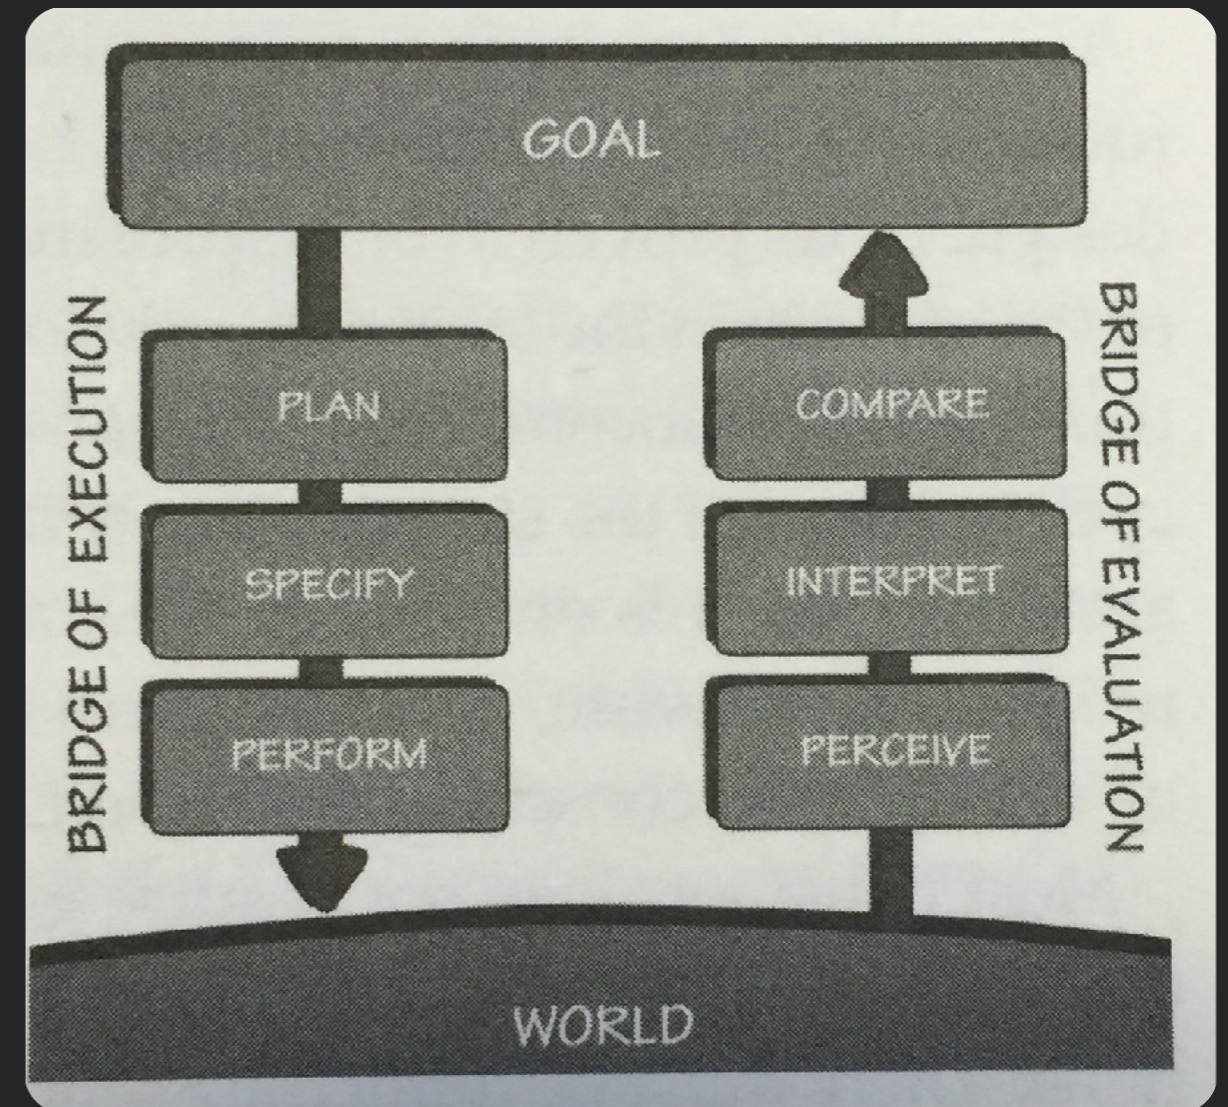 GOAL
BRIDGE OF EXECUTION
PLAN
SPECIFY
PERFORM
COMPARE
INTERPRET
PERCEIVE
BRIDGE OF EVALUATION
WORLD